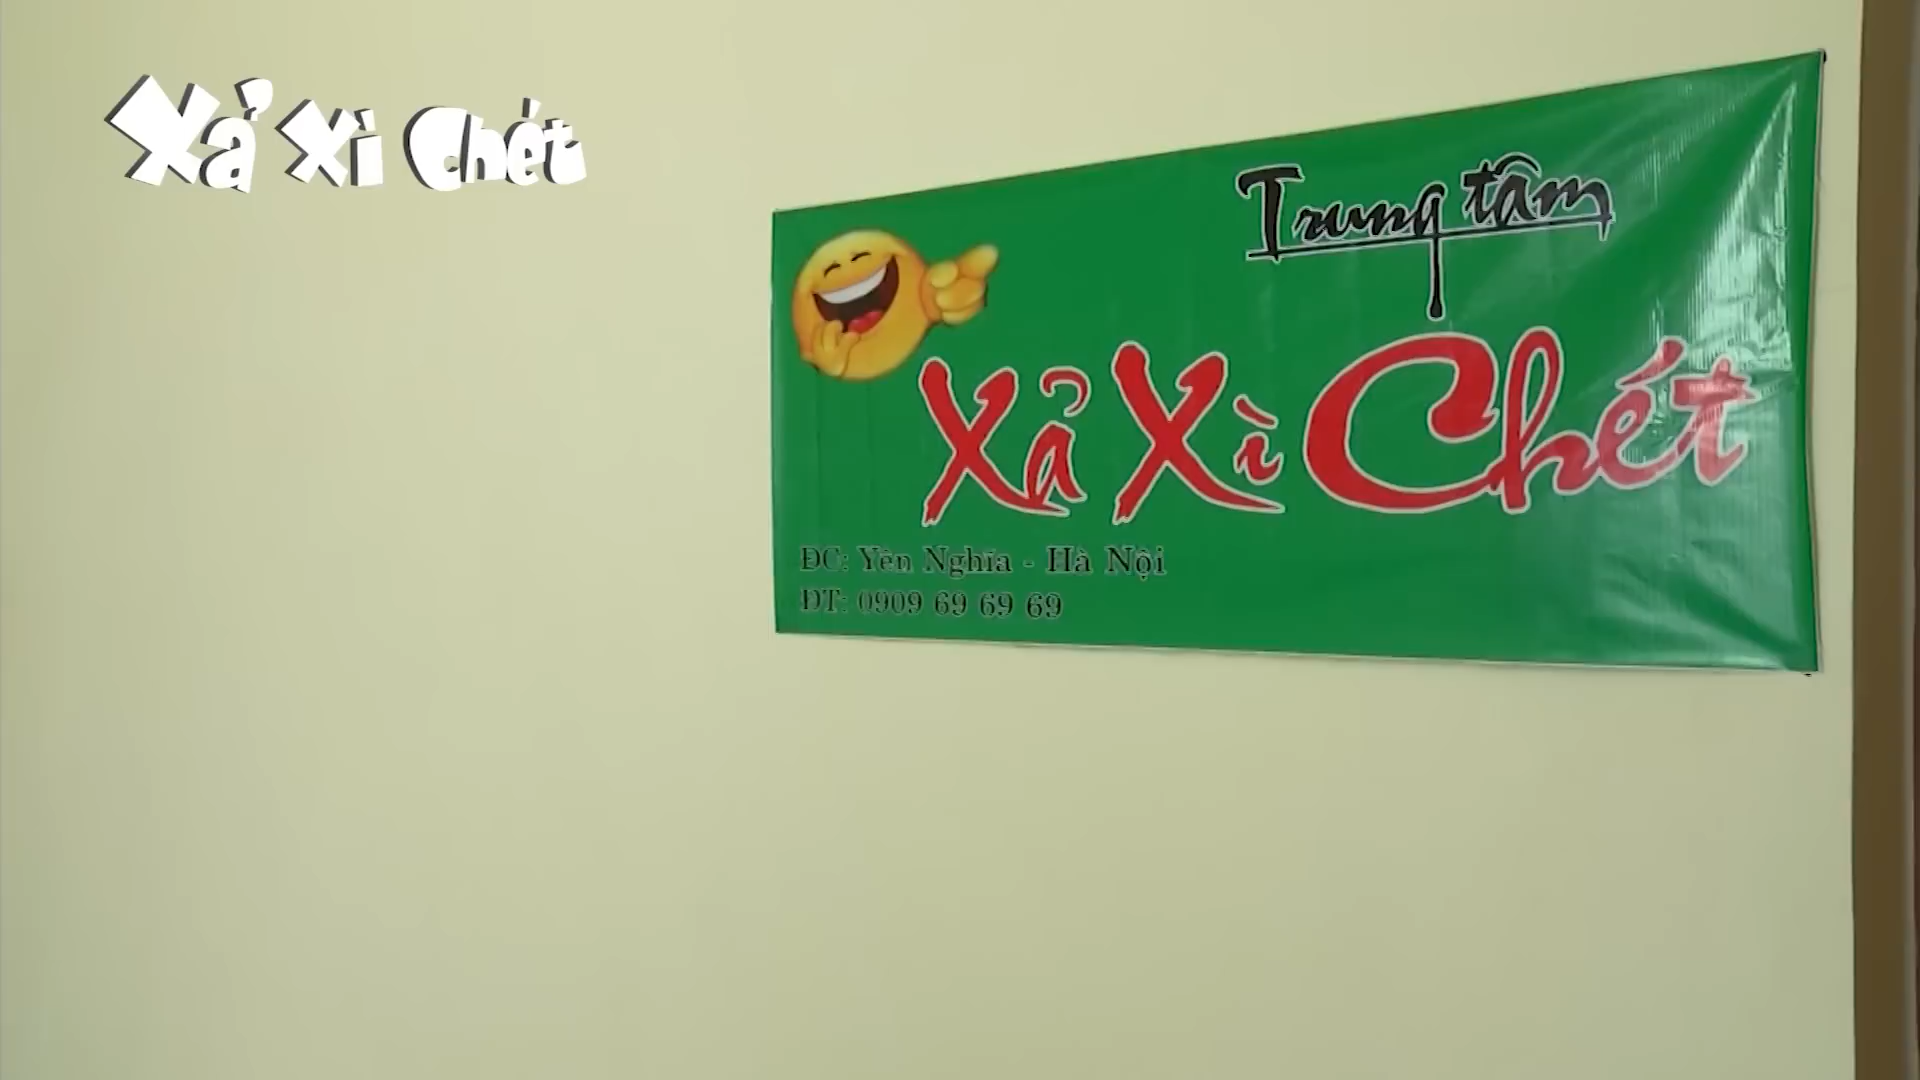 Xả Xì Chét
Trung tâm
Xả Xì Chét
ĐC: Yên Nghĩa - Hà Nội
ĐT: 0909 69 69 69